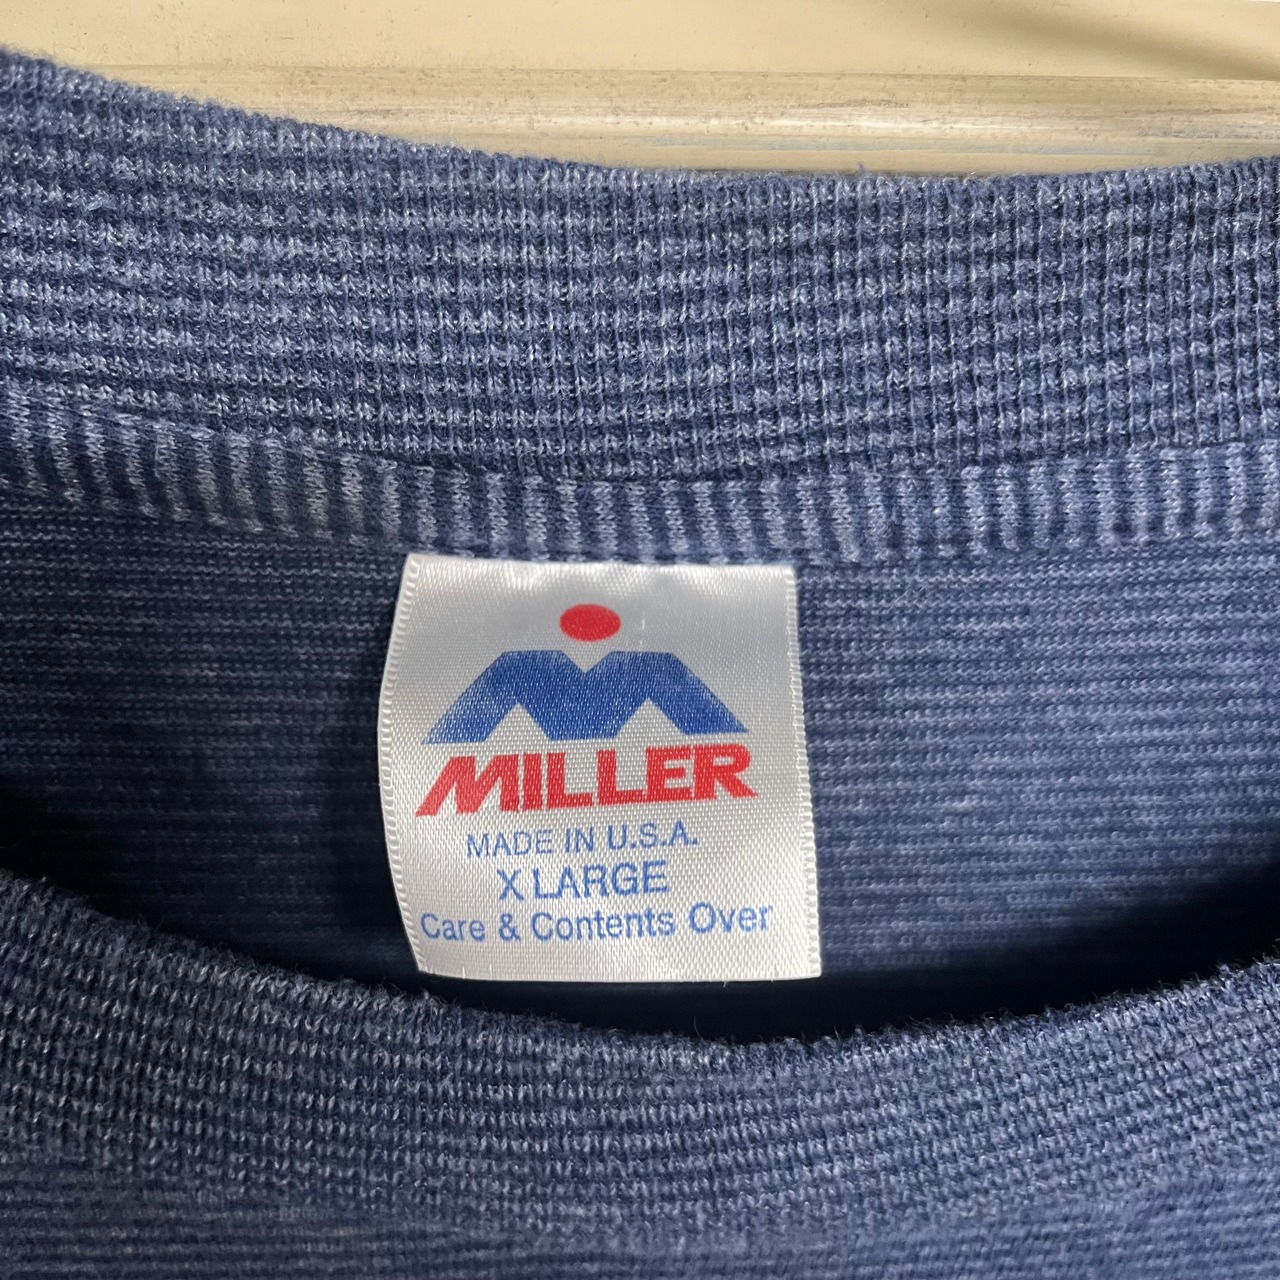 MILLER
MADE IN U.S.A.
X LARGE
Care & Contents Over